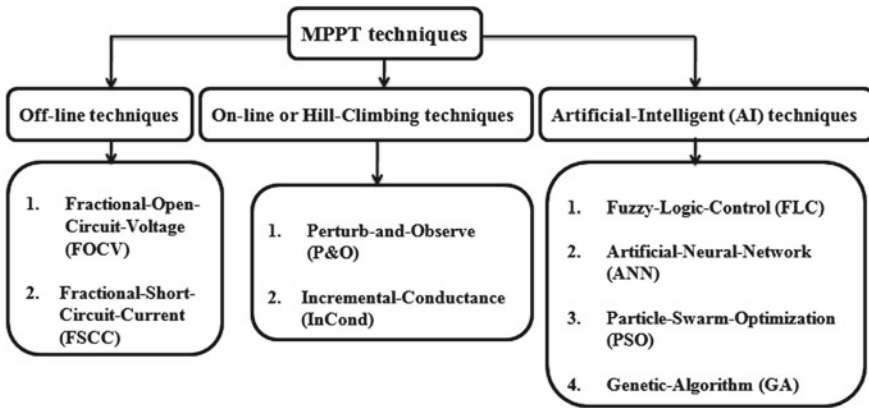 MPPT techniques
Off-line techniques
On-line or Hill-Climbing techniques
Artificial-Intelligent (AI) techniques
1. Fractional-Open-
Circuit-Voltage
(FOCV)
2. Fractional-Short-
Circuit-Current
(FSCC)
1. Perturb-and-Observe
(P&O)
2. Incremental-Conductance
(InCond)
1. Fuzzy-Logic-Control (FLC)
2. Artificial-Neural-Network
(ANN)
3. Particle-Swarm-Optimization
(PSO)
4. Genetic-Algorithm (GA)